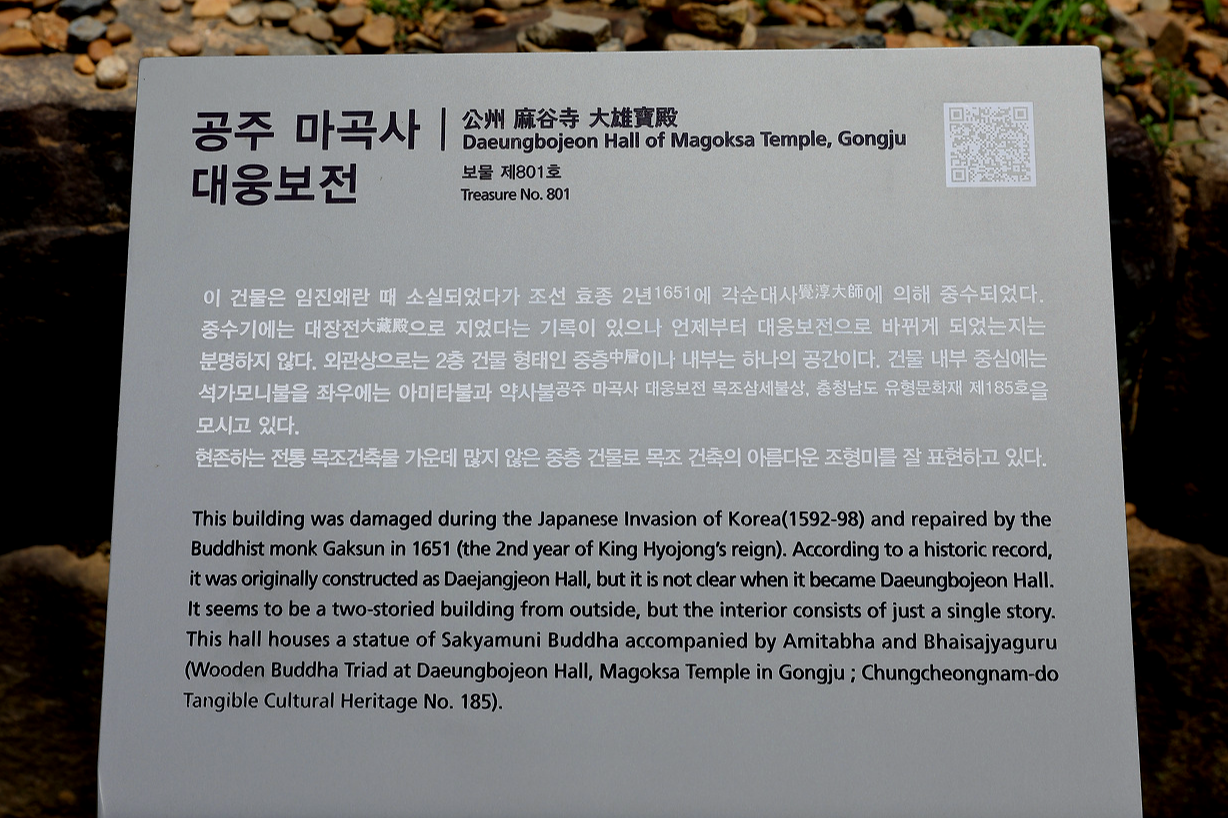 공주 마곡사
대웅보전
公州 麻谷寺 大雄寶殿
Daeungbojeon Hall of Magoksa Temple, Gongju
보물 제801호
Treasure No. 801
이 건물은 임진왜란 때 소실되었다가 조선 효종 2년1651에 각순대사覺淳大師에 의해 중수되었다.
중수기에는 대장전大藏殿으로 지었다는 기록이 있으나 언제부터 대웅보전으로 바뀌게 되었는지는
분명하지 않다. 외관상으로는 2층 건물 형태인 중층中層이나 내부는 하나의 공간이다. 건물 내부 중심에는
석가모니불을 좌우에는 아미타불과 약사불공주 마곡사 대웅보전 목조삼세불상, 충청남도 유형문화재 제185호을
모시고 있다.
현존하는 전통 목조건축물 가운데 많지 않은 중층 건물로 목조 건축의 아름다운 조형미를 잘 표현하고 있다.
This building was damaged during the Japanese Invasion of Korea(1592-98) and repaired by the
Buddhist monk Gaksun in 1651 (the 2nd year of King Hyojong's reign). According to a historic record,
it was originally constructed as Daejangjeon Hall, but it is not clear when it became Daeungbojeon Hall.
It seems to be a two-storied building from outside, but the interior consists of just a single story.
This hall houses a statue of Sakyamuni Buddha accompanied by Amitabha and Bhaisajyaguru
(Wooden Buddha Triad at Daeungbojeon Hall, Magoksa Temple in Gongju ; Chungcheongnam-do
Tangible Cultural Heritage No. 185).